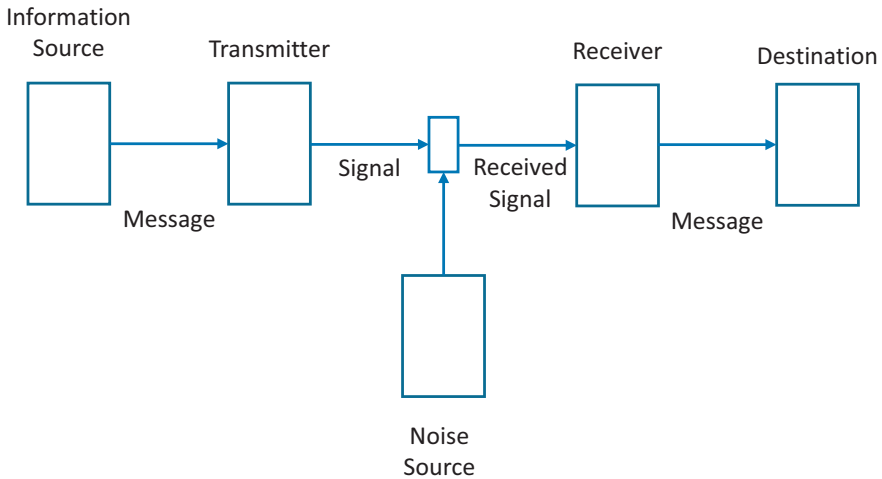 Information
Source
Transmitter
Receiver
Destination
Signal
Received
Signal
Message
Message
Noise
Source